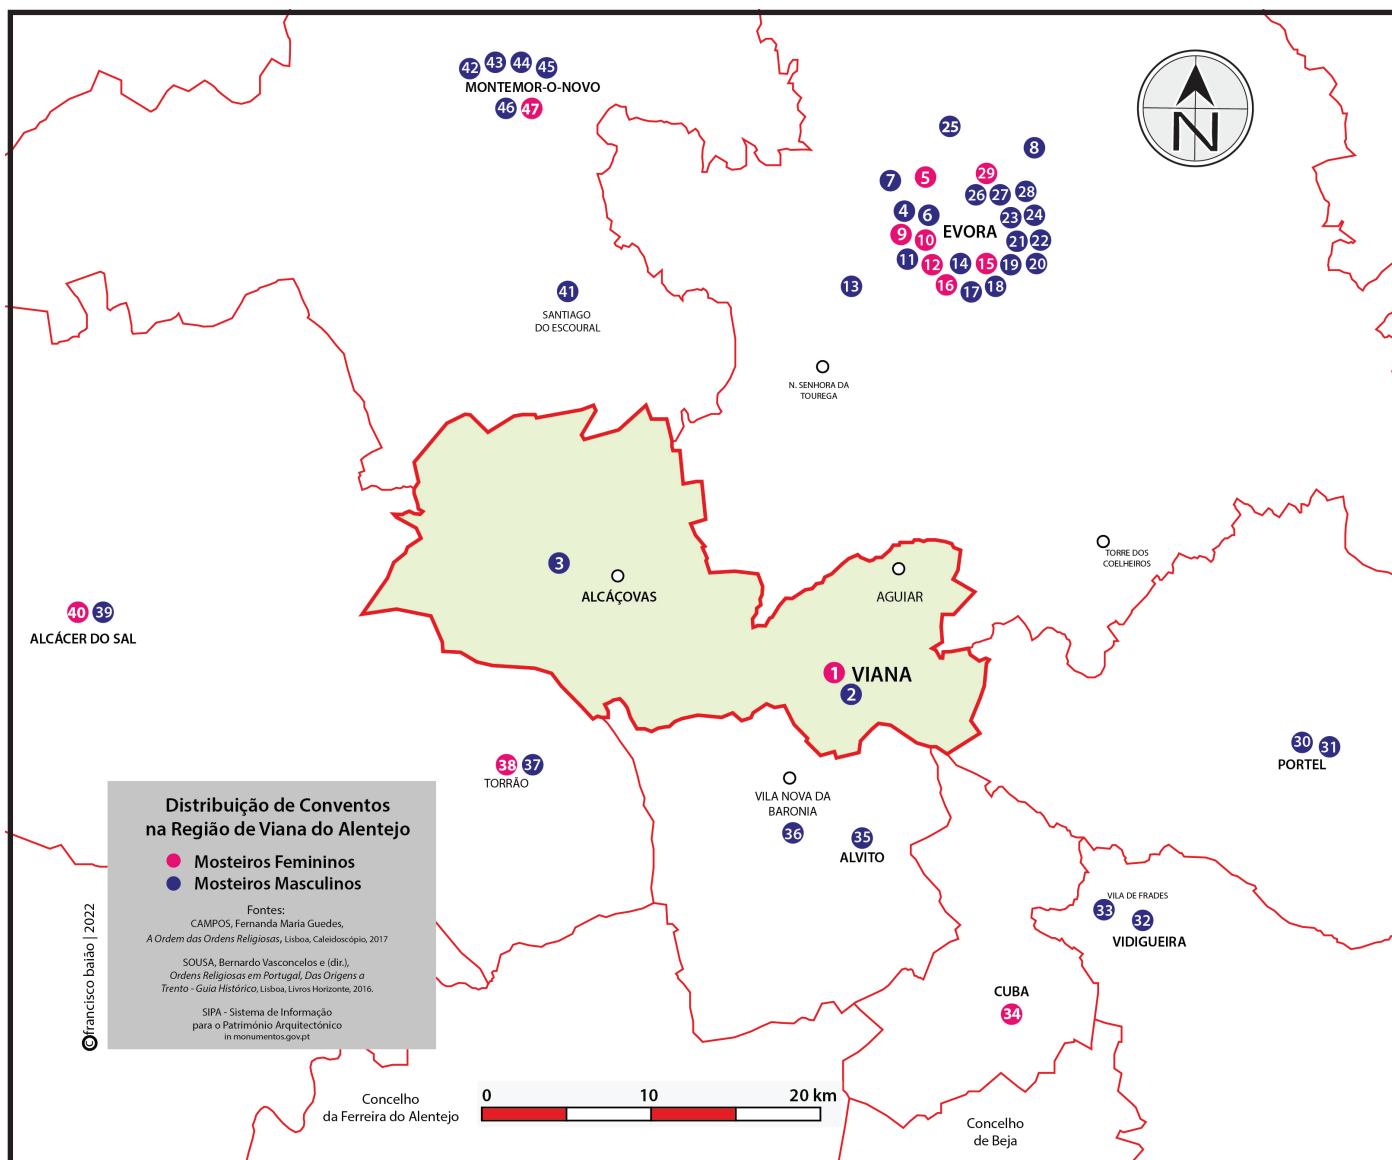 42 43 44 45
MONTEMOR-O-NOVO
46 47
N
25
8
7 5 29
26 27 28
4 6 23 24
9 10 EVORA 21 22
11 12 14 15 19 20
13 16 17 18
41
SANTIAGO
DO ESCOURAL
N. SENHORA DA
TOUREGA
TORRE DOS
COELHEIROS
3
ALCÁÇOVAS
AGUIAR
40 39
ALCÁCER DO SAL
1 VIANA
2
30 31
PORTEL
38 37
TORRÃO
VILA NOVA DA
BARONIA
36
35
ALVITO
VILA DE FRADES
33 32
VIDIGUEIRA
CUBA
34
Distribuição de Conventos
na Região de Viana do Alentejo
Mosteiros Femininos
Mosteiros Masculinos
Fontes:
CAMPOS, Fernanda Maria Guedes,
A Ordem das Ordens Religiosas, Lisboa, Caleidoscópio, 2017
SOUSA, Bernardo Vasconcelos e (dir.),
Ordens Religiosas em Portugal, Das Origens a
Trento - Guia Histórico, Lisboa, Livros Horizonte, 2016.
SIPA - Sistema de Informação
para o Património Arquitectónico
in monumentos.gov.pt
©francisco baião | 2022
Concelho
da Ferreira do Alentejo
0 10 20 km
Concelho
de Beja